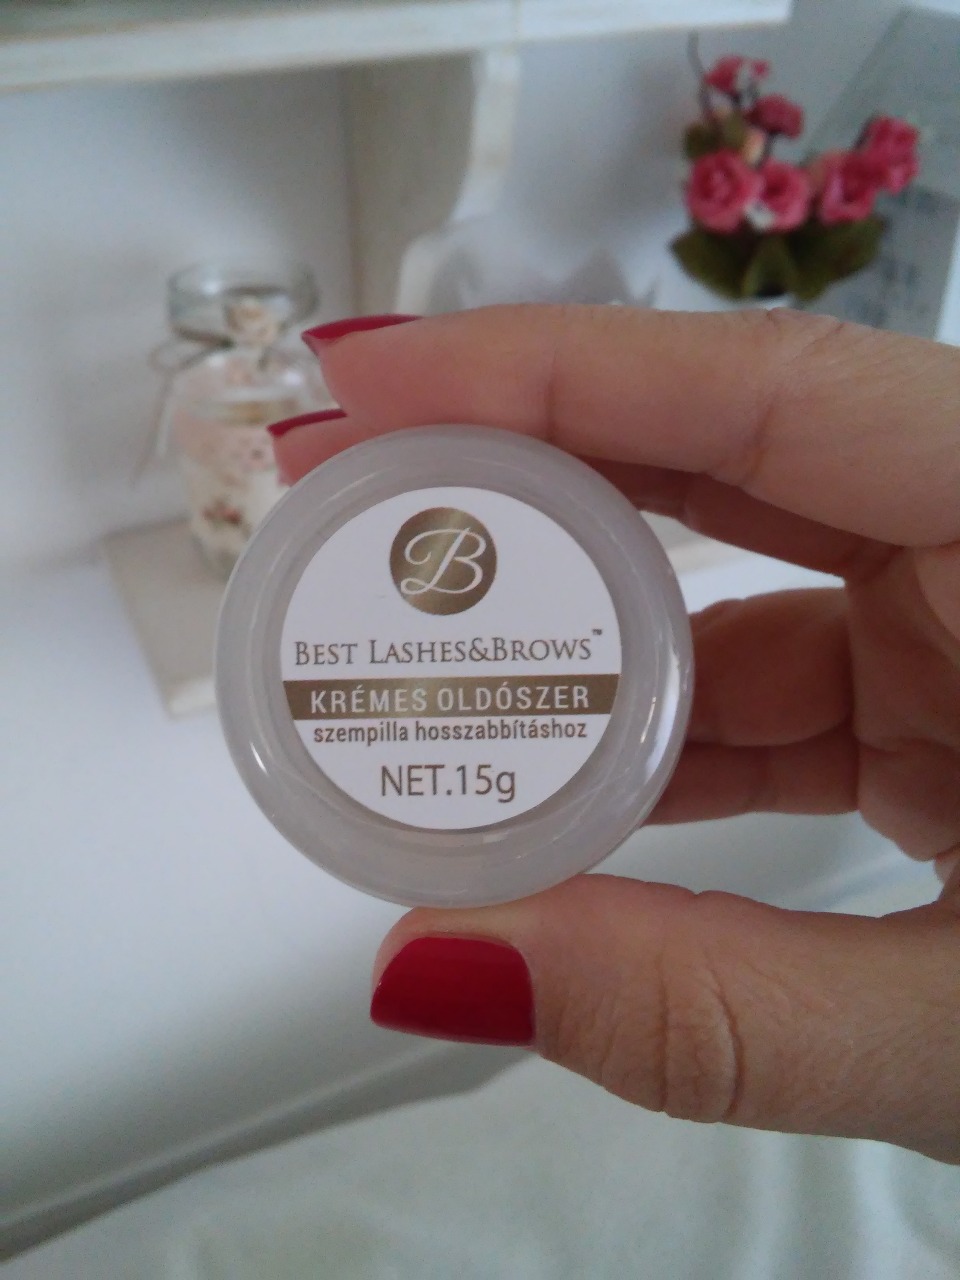 B
BEST LASHES&BROWS™
KRÉMES OLDÓSZER
szempilla hosszabbításhoz
NET.15g